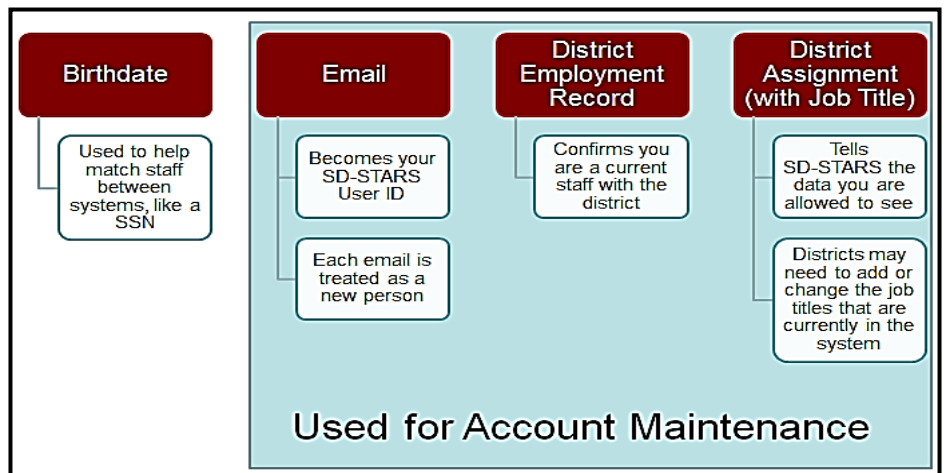 Birthdate
Used to help
match staff
between
systems, like a
SSN
Email
Becomes your
SD-STARS
User ID
Each email is
treated as a
new person
District
Employment
Record
Confirms you
are a current
staff with the
district
District
Assignment
(with Job Title)
Tells
SD-STARS the
data you are
allowed to see
Districts may
need to add or
change the job
titles that are
currently in the
system
Used for Account Maintenance